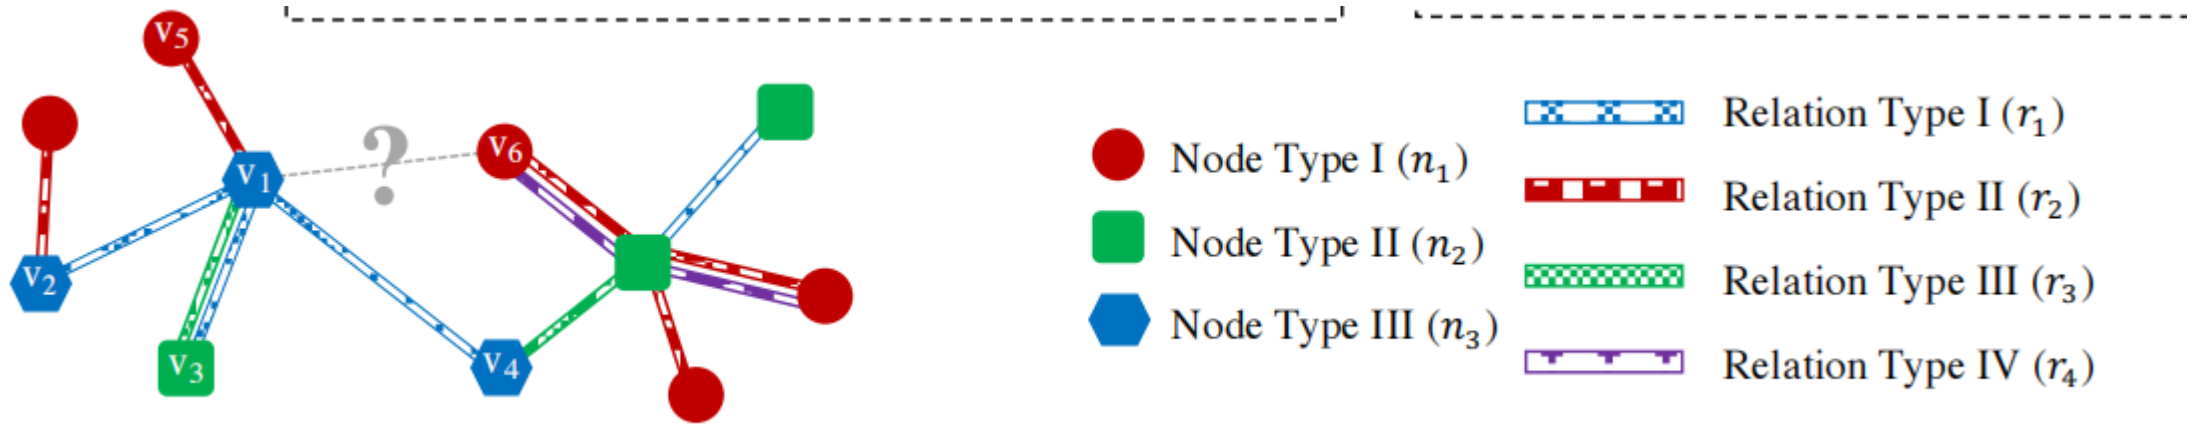 v5
v1
?
v6
v2
v3
v4
Node Type I (n1)
Node Type II (n2)
Node Type III (n3)
Relation Type I (r1)
Relation Type II (r2)
Relation Type III (r3)
Relation Type IV (r4)